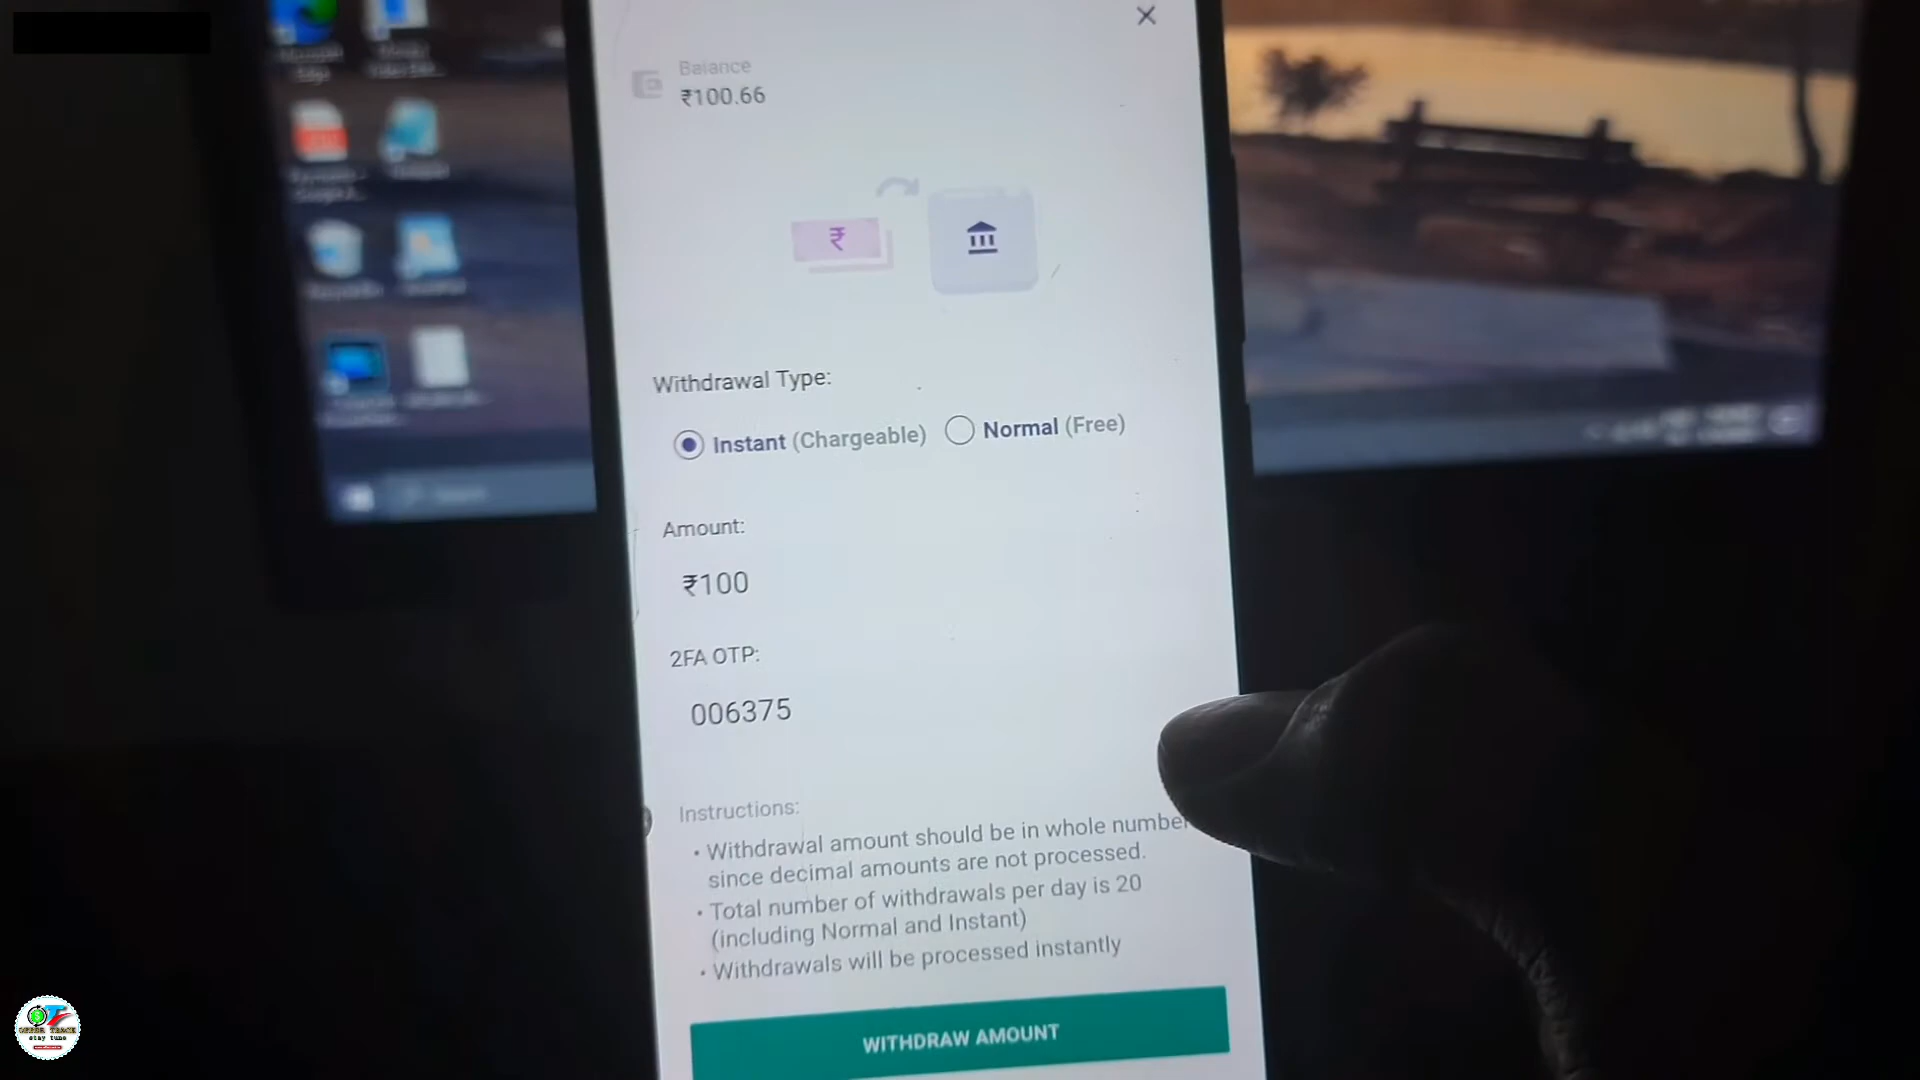 Balance
₹100.66
₹
Withdrawal Type:
Instant (Chargeable) Normal (Free)
Amount:
₹100
2FA OTP:
006375
Instructions:
• Withdrawal amount should be in whole number
since decimal amounts are not processed.
• Total number of withdrawals per day is 20
(including Normal and Instant)
• Withdrawals will be processed instantly
WITHDRAW AMOUNT
stay tune